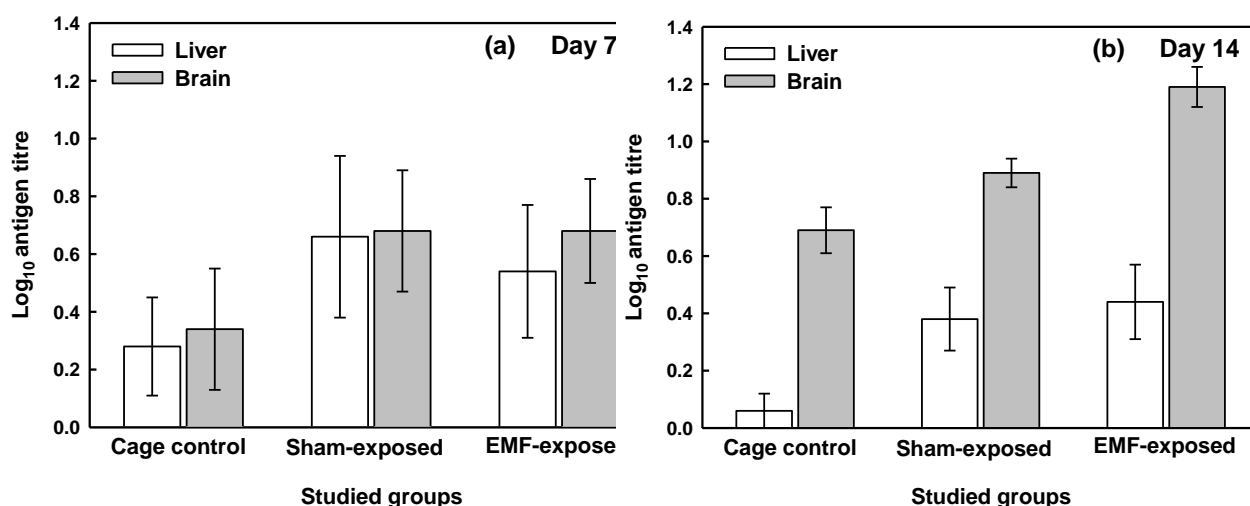 1.4
(a) Day 7
Liver
Brain
1.2
1.0
0.8
0.6
0.4
0.2
0.0
Log10 antigen titre
Cage control Sham-exposed EMF-expose
Studied groups
1.4
(b) Day 14
Liver
Brain
1.2
1.0
0.8
0.6
0.4
0.2
0.0
Log10 antigen titre
Cage control Sham-exposed EMF-exposed
Studied groups